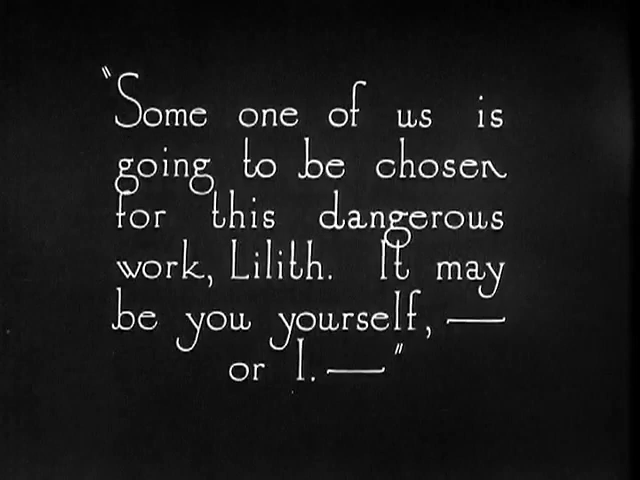 "Some one of us is
going to be chosen
for this dangerous
work, Lilith. It may
be you yourself, —
or I. —"